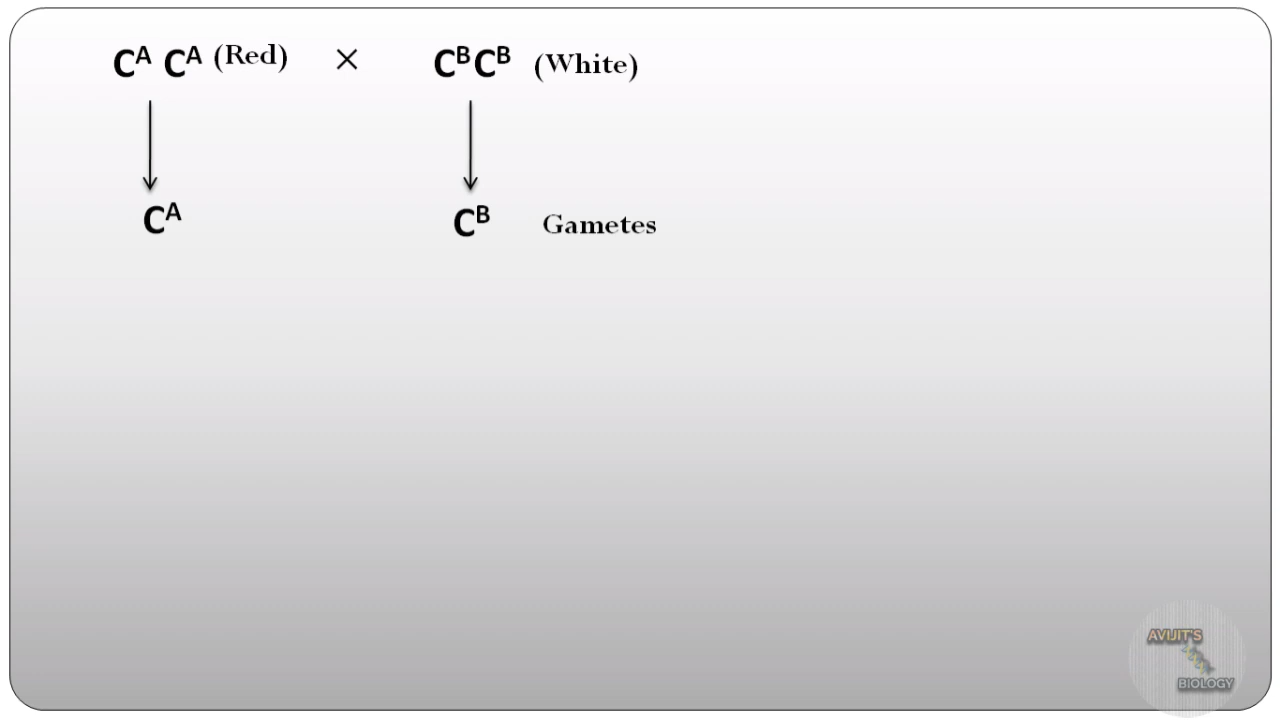 Cᴬ Cᴬ (Red) × CᴮCᴮ (White)
Cᴬ Cᴮ Gametes
AVIJIT'S
BIOLOGY